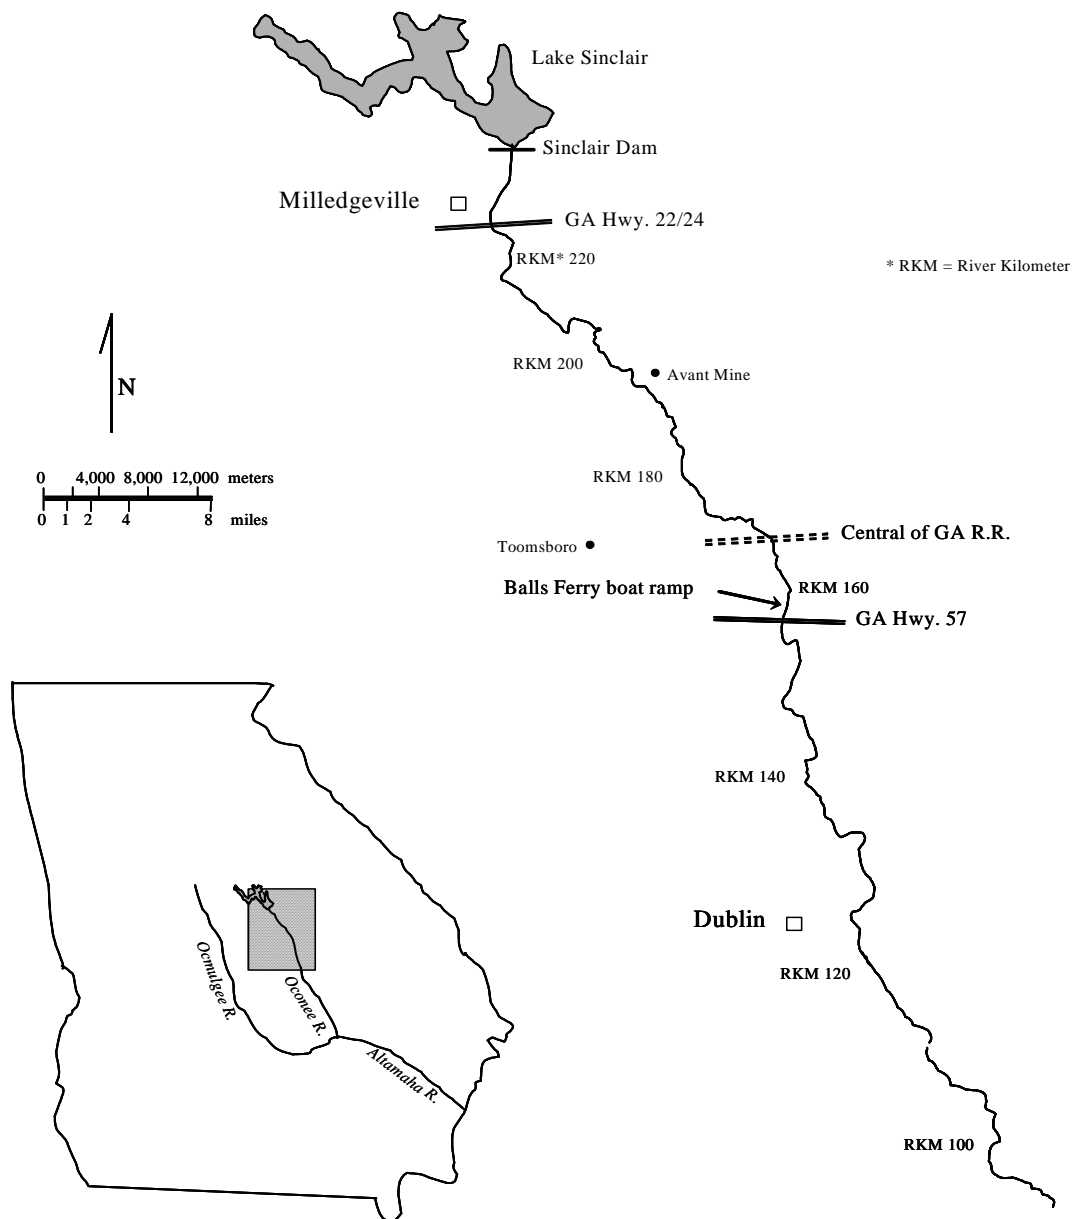 Lake Sinclair
Sinclair Dam
Milledgeville
GA Hwy. 22/24
RKM* 220
* RKM = River Kilometer
RKM 200
Avant Mine
N
RKM 180
0 4,000 8,000 12,000 meters
0 1 2 4 8 miles
Central of GA R.R.
Toomsboro
Balls Ferry boat ramp
RKM 160
GA Hwy. 57
RKM 140
Dublin
RKM 120
Ocmulgee R.
Oconee R.
Altamaha R.
RKM 100